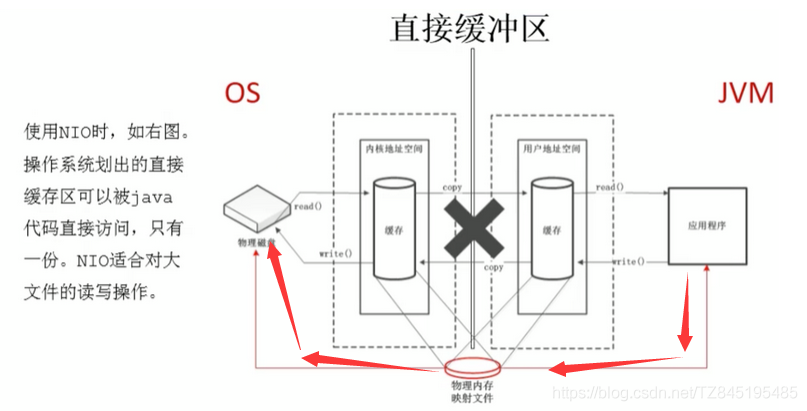 直接缓冲区
OS
JVM
使用NIO时，如右图。
操作系统划出的直接
缓存区可以被java
代码直接访问，只有
一份。NIO适合对大
文件的读写操作。
内核地址空间
用户地址空间
read()
copy
read()
物理磁盘
缓存
缓存
应用程序
write()
copy
write()
物理内存
映射文件
https://blog.csdn.net/TZ845195485